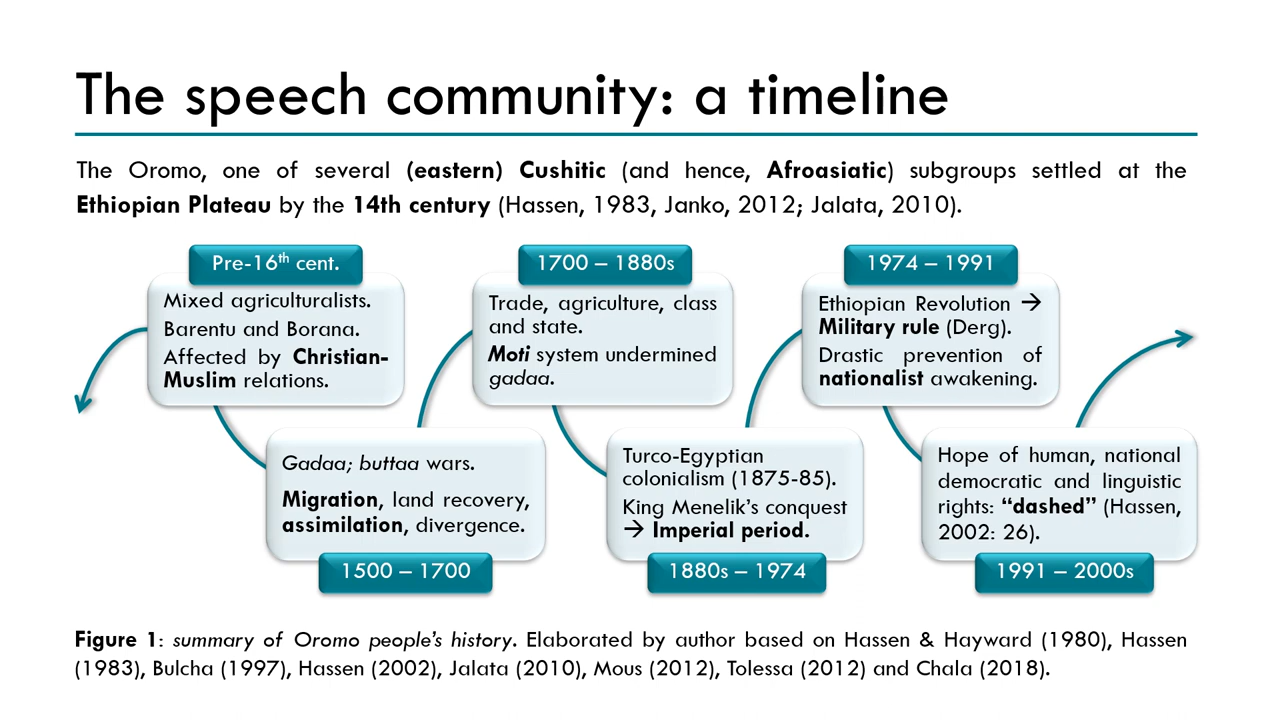 The speech community: a timeline
The Oromo, one of several (eastern) Cushitic (and hence, Afroasiatic) subgroups settled at the
Ethiopian Plateau by the 14th century (Hassen, 1983, Janko, 2012; Jalata, 2010).
Pre-16th cent.
Mixed agriculturalists.
Barentu and Borana.
Affected by Christian-
Muslim relations.
Gadaa; buttaa wars.
Migration, land recovery,
assimilation, divergence.
1500 – 1700
1700 – 1880s
Trade, agriculture, class
and state.
Moti system undermined
gadaa.
Turco-Egyptian
colonialism (1875-85).
King Menelik's conquest
→ Imperial period.
1880s – 1974
1974 – 1991
Ethiopian Revolution →
Military rule (Derg).
Drastic prevention of
nationalist awakening.
Hope of human, national
democratic and linguistic
rights: “dashed” (Hassen,
2002: 26).
1991 – 2000s
Figure 1: summary of Oromo people's history. Elaborated by author based on Hassen & Hayward (1980), Hassen
(1983), Bulcha (1997), Hassen (2002), Jalata (2010), Mous (2012), Tolessa (2012) and Chala (2018).